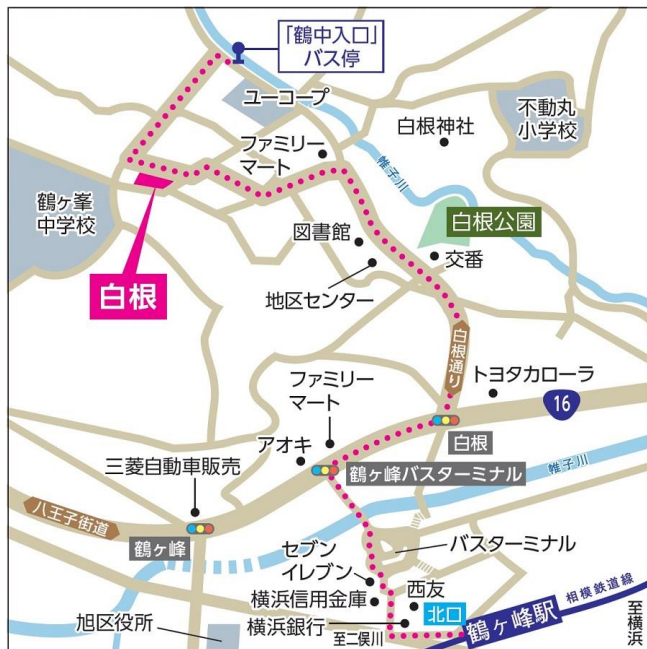 「鶴中入口」
バス停
ユーコープ
不動丸
小学校
白根神社
ファミリー
マート
帷子川
鶴ヶ峯
中学校
白根公園
図書館
交番
白根
地区センター
白根通り
トヨタカローラ
ファミリー
マート
16
アオキ
白根
三菱自動車販売
鶴ヶ峰バスターミナル
帷子川
八王子街道
鶴ヶ峰
バスターミナル
セブン
イレブン
横浜信用金庫
西友
北口
相模鉄道線
旭区役所
横浜銀行
至二俣川
鶴ヶ峰駅
至横浜